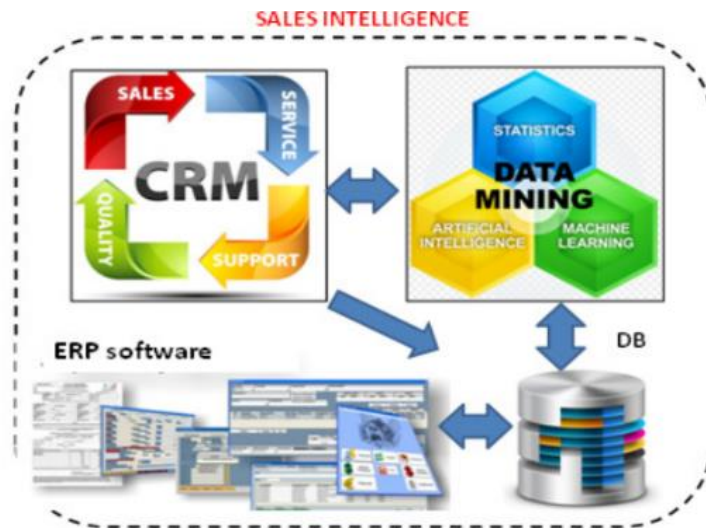 SALES INTELLIGENCE
SALES
SERVICE
CRM
QUALITY
SUPPORT
STATISTICS
DATA
MINING
ARTIFICIAL
INTELLIGENCE
MACHINE
LEARNING
ERP software
DB